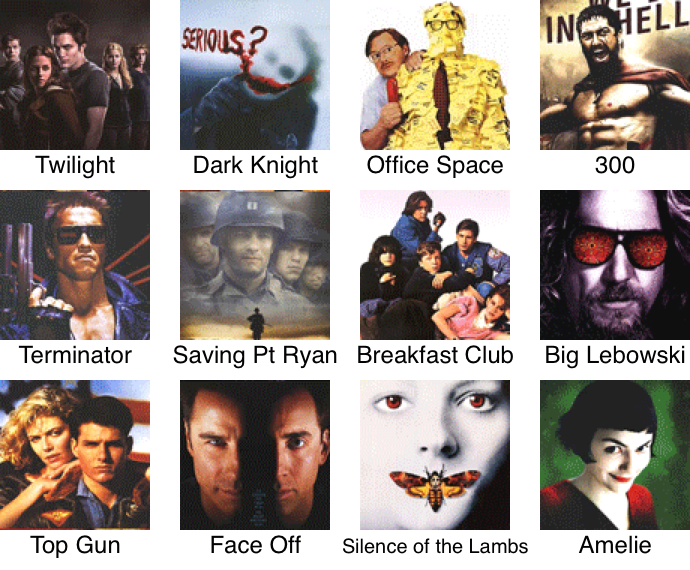 SERIOUS?
IN HELL
Twilight
Dark Knight
Office Space
300
Terminator
Saving Pt Ryan
Breakfast Club
Big Lebowski
Top Gun
Face Off
Silence of the Lambs
Amelie